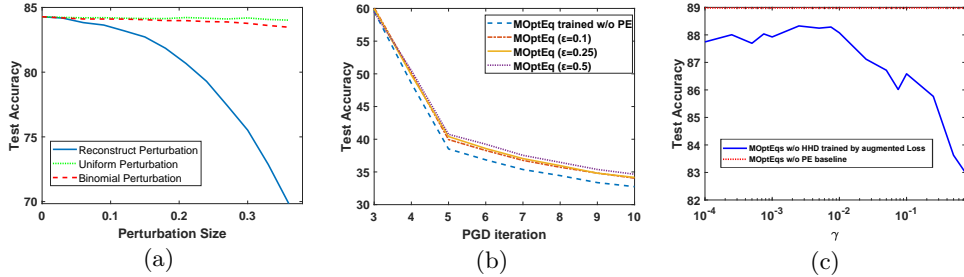 Test Accuracy
85
80
75
70
0
0.1
0.2
0.3
Perturbation Size
Reconstruct Perturbation
Uniform Perturbation
Binomial Perturbation
(a)
Test Accuracy
60
55
50
45
40
35
30
3
4
5
6
7
8
9
10
PGD iteration
MOptEq trained w/o PE
MOptEq (ε=0.1)
MOptEq (ε=0.25)
MOptEq (ε=0.5)
(b)
Test Accuracy
89
88
87
86
85
84
83
82
10-4
10-3
10-2
10-1
γ
MOptEqs w/o HHD trained by augmented Loss
MOptEqs w/o PE baseline
(c)